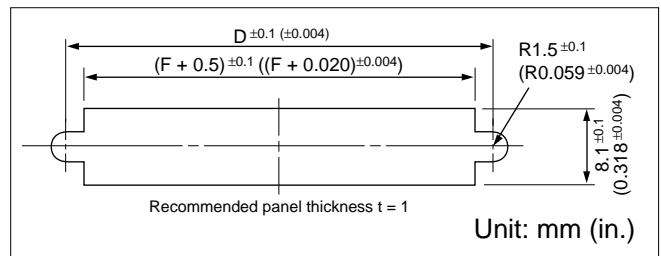 D ±0.1 (±0.004)
(F + 0.5) ±0.1 ((F + 0.020) ±0.004)
R1.5 ±0.1
(R0.059 ±0.004)
8.1 ±0.1
(0.318 ±0.004)
Recommended panel thickness t = 1
Unit: mm (in.)